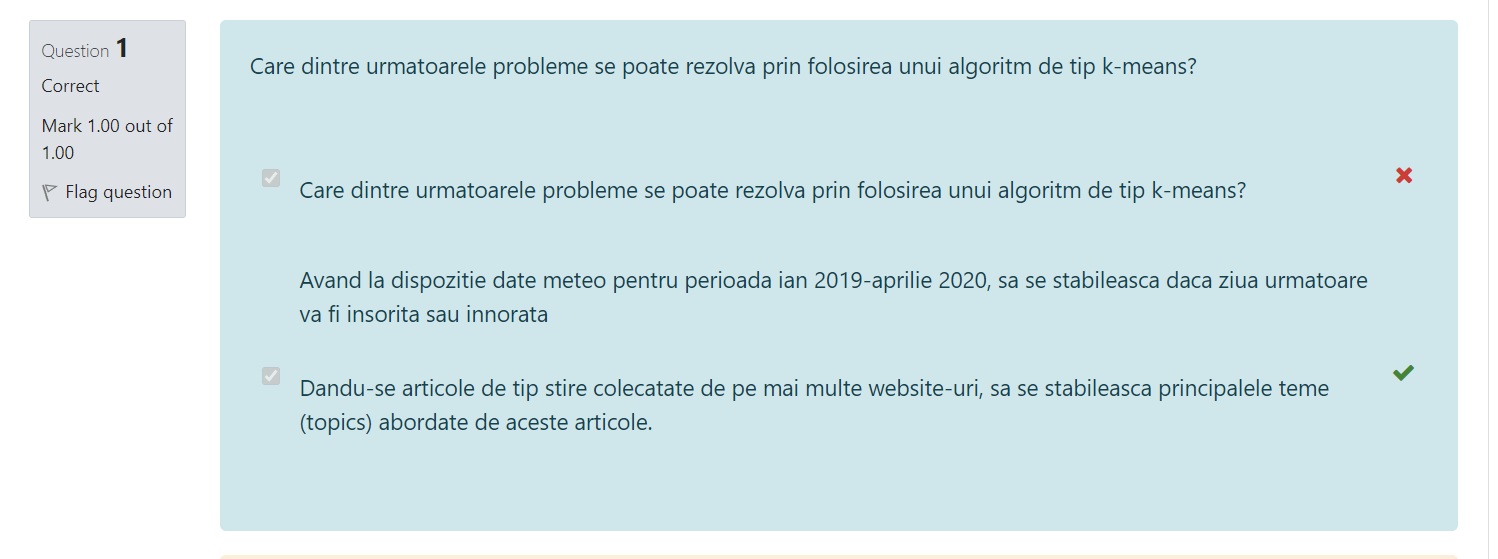 Question 1
Correct
Mark 1.00 out of
1.00
Flag question
Care dintre urmatoarele probleme se poate rezolva prin folosirea unui algoritm de tip k-means?
Care dintre urmatoarele probleme se poate rezolva prin folosirea unui algoritm de tip k-means?
Avand la dispozitie date meteo pentru perioada ian 2019-aprilie 2020, sa se stabileasca daca ziua urmatoare
va fi insorita sau innorata
Dandu-se articole de tip stire colecatate de pe mai multe website-uri, sa se stabileasca principalele teme
(topics) abordate de aceste articole.